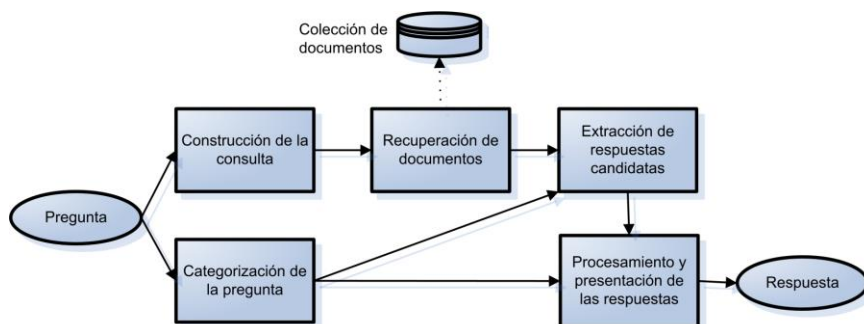 Colección de
documentos
Construcción de la
consulta
Recuperación de
documentos
Extracción de
respuestas
candidatas
Pregunta
Categorización de
la pregunta
Procesamiento y
presentación de
las respuestas
Respuesta